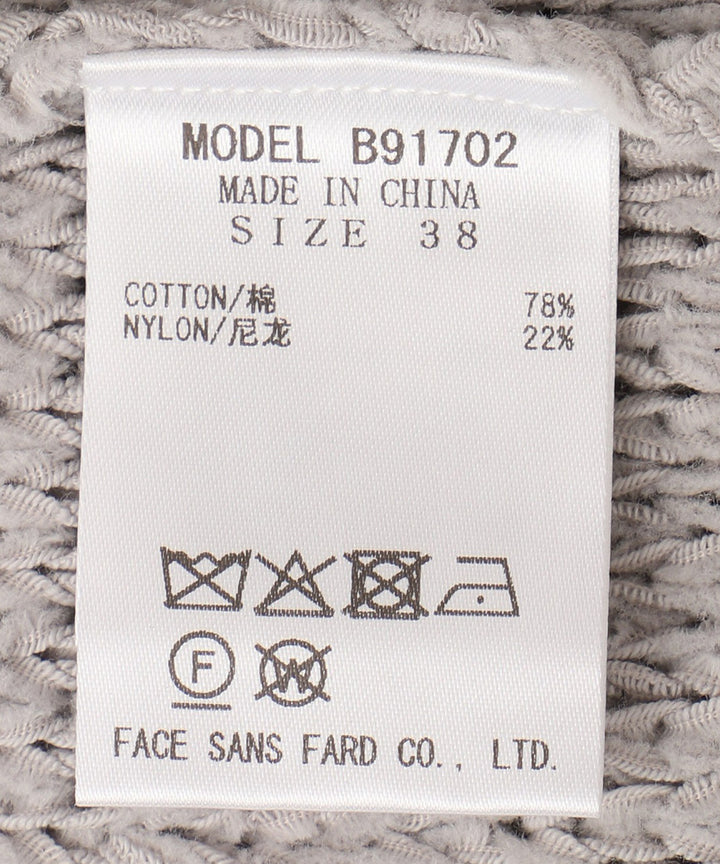 MODEL B91702
MADE IN CHINA
SIZE 38
COTTON/棉 78%
NYLON/尼龙 22%
F
W
FACE SANS FARD CO., LTD.